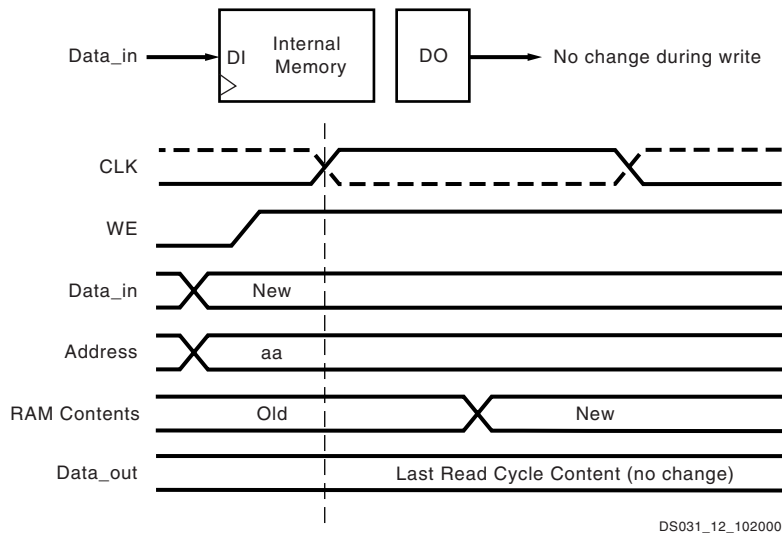 Data_in
DI
Internal
Memory
DO
No change during write
CLK
WE
Data_in
New
Address
aa
RAM Contents
Old
New
Data_out
Last Read Cycle Content (no change)
DS031_12_102000